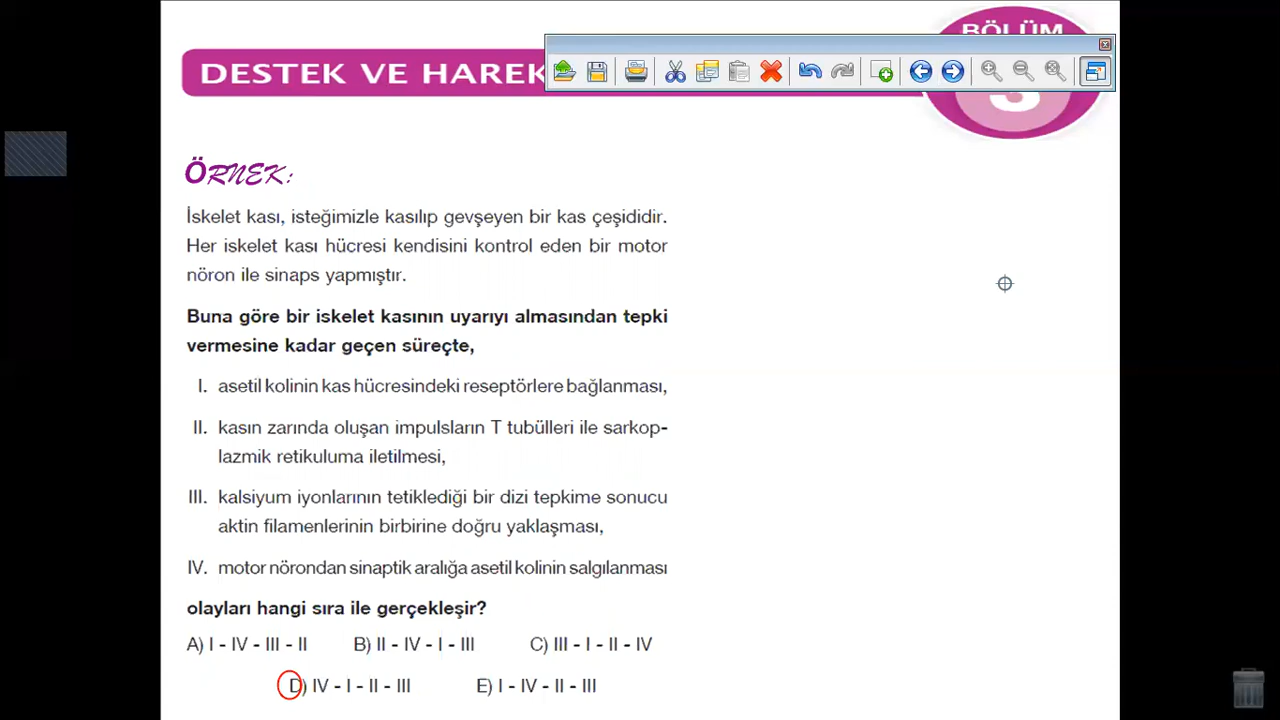 BÖLÜM
DESTEK VE HAREK
3
ÖRNEK:
İskelet kası, isteğimizle kasılıp gevşeyen bir kas çeşididir.
Her iskelet kası hücresi kendisini kontrol eden bir motor
nöron ile sinaps yapmıştır.
Buna göre bir iskelet kasının uyarıyı almasından tepki
vermesine kadar geçen süreçte,
I. asetil kolinin kas hücresindeki reseptörlere bağlanması,
II. kasın zarında oluşan impulsların T tubülleri ile sarkop-
lazmik retikuluma iletilmesi,
III. kalsiyum iyonlarının tetiklediği bir dizi tepkime sonucu
aktin filamenlerinin birbirine doğru yaklaşması,
IV. motor nörondan sinaptik aralığa asetil kolinin salgılanması
olayları hangi sıra ile gerçekleşir?
A) I - IV - III - II B) II - IV - I - III C) III - I - II - IV
D) IV - I - II - III E) I - IV - II - III